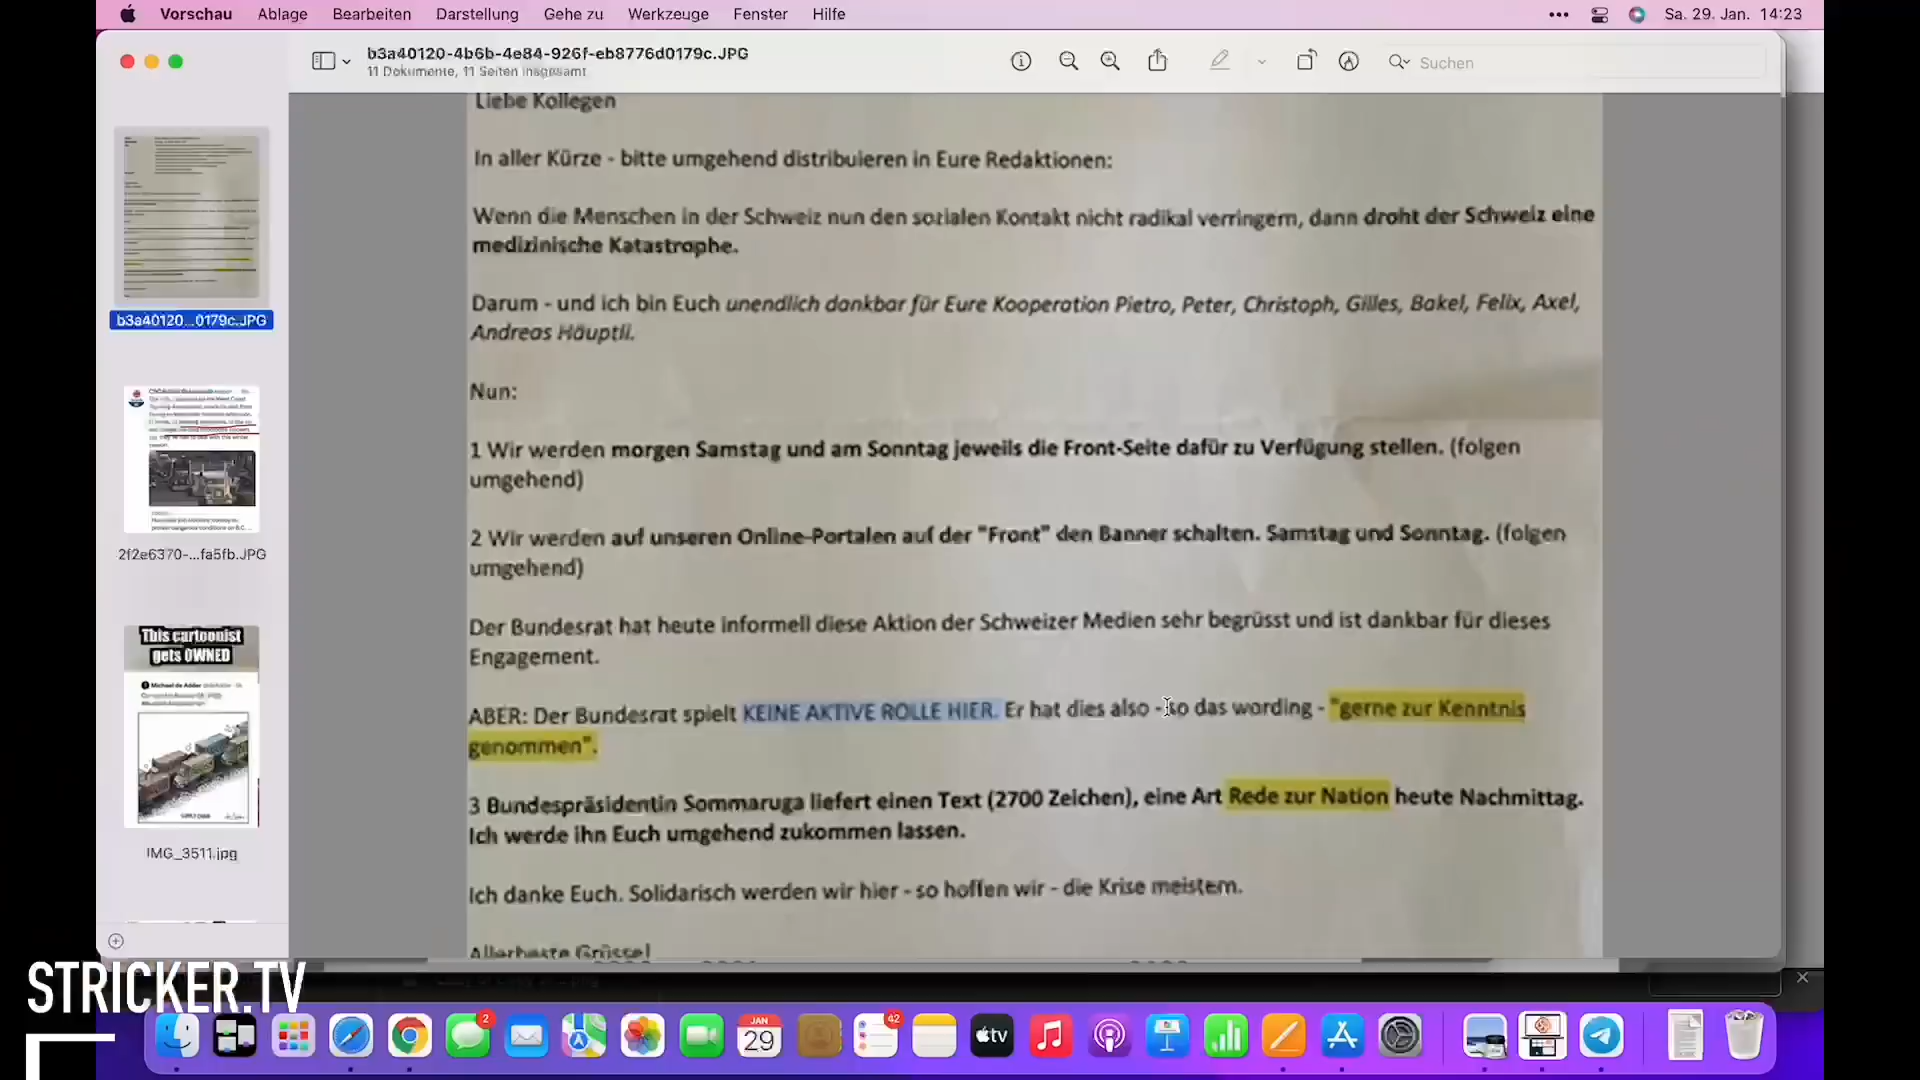 Vorschau Ablage Bearbeiten Darstellung Gehe zu Werkzeuge Fenster Hilfe Sa. 29. Jan. 14:23
b3a40120-4b6b-4e84-926f-eb8776d0179c.JPG
11 Dokumente, 11 Seiten insgesamt
Suchen
b3a40120...0179c.JPG
2f2e6370-...fa5fb.JPG
This cartoonist
gets OWNED
Michael de Adder
IMG_3511.jpg
Liebe Kollegen
In aller Kürze - bitte umgehend distribuieren in Eure Redaktionen:
Wenn die Menschen in der Schweiz nun den sozialen Kontakt nicht radikal verringern, dann droht der Schweiz eine
medizinische Katastrophe.
Darum - und ich bin Euch unendlich dankbar für Eure Kooperation Pietro, Peter, Christoph, Gilles, Bakel, Felix, Axel,
Andreas Häuptli.
Nun:
1 Wir werden morgen Samstag und am Sonntag jeweils die Front-Seite dafür zu Verfügung stellen. (folgen
umgehend)
2 Wir werden auf unseren Online-Portalen auf der "Front" den Banner schalten. Samstag und Sonntag. (folgen
umgehend)
Der Bundesrat hat heute informell diese Aktion der Schweizer Medien sehr begrüsst und ist dankbar für dieses
Engagement.
ABER: Der Bundesrat spielt KEINE AKTIVE ROLLE HIER. Er hat dies also - so das wording - "gerne zur Kenntnis
genommen".
3 Bundespräsidentin Sommaruga liefert einen Text (2700 Zeichen), eine Art Rede zur Nation heute Nachmittag.
Ich werde ihn Euch umgehend zukommen lassen.
Ich danke Euch. Solidarisch werden wir hier - so hoffen wir - die Krise meistern.
Allerbeste Grüsse!
STRICKER.TV
2
JAN
29
42
tv